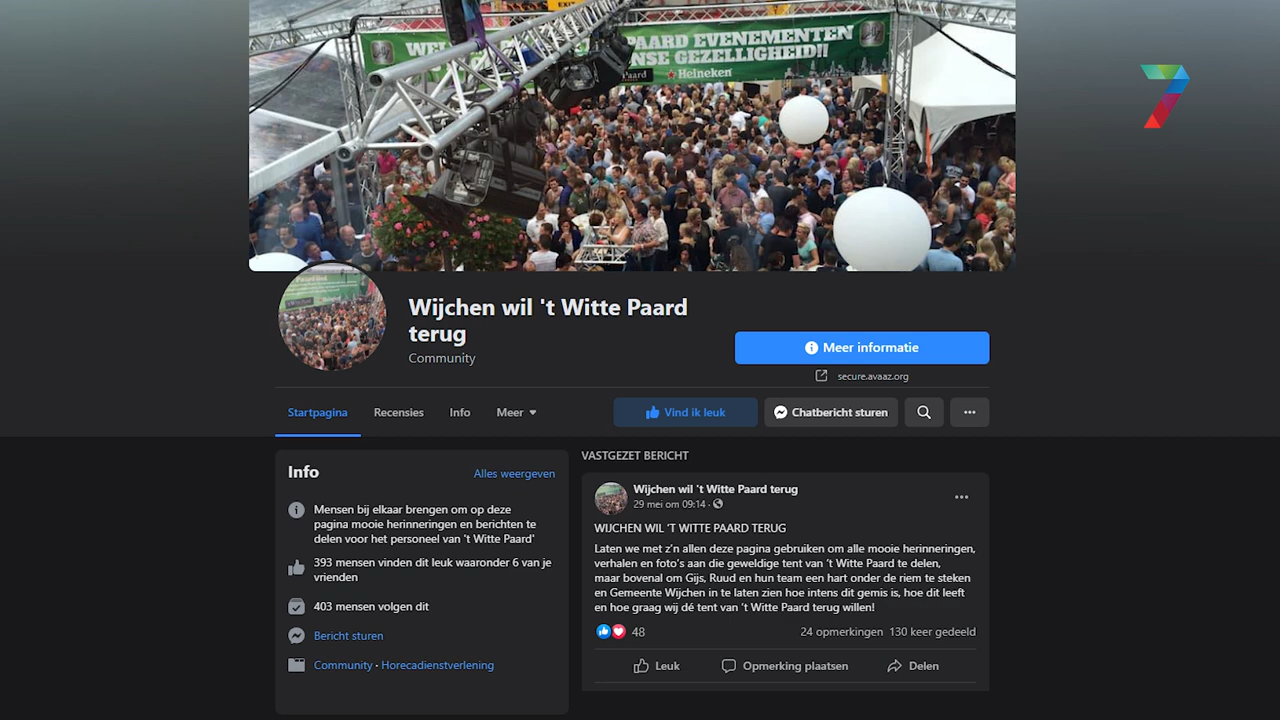 EXIT
WEL PAARD EVENEMENTEN
NSE GEZELLIGHEID!!
Paard Heineken
7
Wijchen wil 't Witte Paard
terug
Community
Meer informatie
secure.avaaz.org
Startpagina Recensies Info Meer Vind ik leuk Chatbericht sturen
Info Alles weergeven
Mensen bij elkaar brengen om op deze
pagina mooie herinneringen en berichten te
delen voor het personeel van 't Witte Paard'
393 mensen vinden dit leuk waaronder 6 van je
vrienden
403 mensen volgen dit
Bericht sturen
Community · Horecadienstverlening
VASTGEZET BERICHT
Wijchen wil 't Witte Paard terug
29 mei om 09:14 ·
WIJCHEN WIL 'T WITTE PAARD TERUG
Laten we met z'n allen deze pagina gebruiken om alle mooie herinneringen,
verhalen en foto's aan die geweldige tent van 't Witte Paard te delen,
maar bovenal om Gijs, Ruud en hun team een hart onder de riem te steken
en Gemeente Wijchen in te laten zien hoe intens dit gemis is, hoe dit leeft
en hoe graag wij dé tent van 't Witte Paard terug willen!
48 24 opmerkingen 130 keer gedeeld
Leuk Opmerking plaatsen Delen